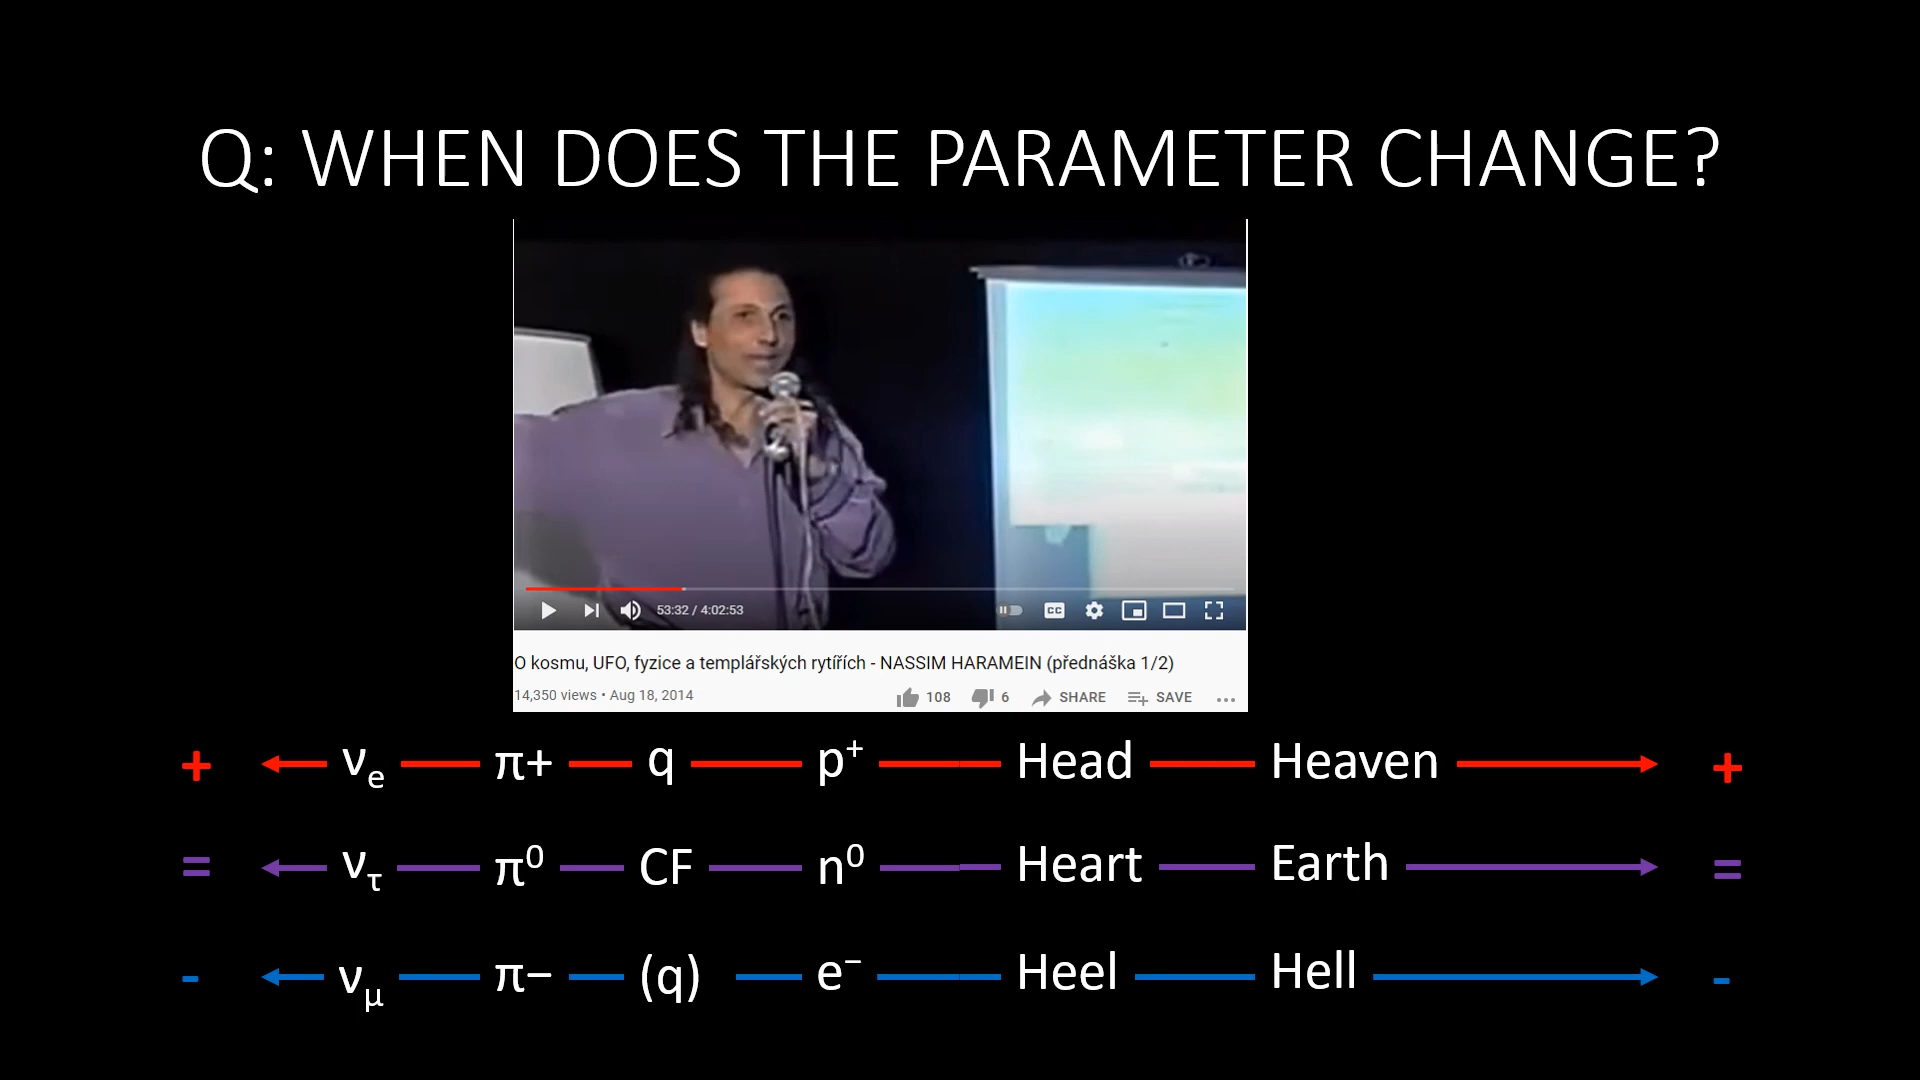 Q: WHEN DOES THE PARAMETER CHANGE?
53:32 / 4:02:53
CC
O kosmu, UFO, fyzice a templářských rytířích - NASSIM HARAMEIN (přednáška 1/2)
14,350 views • Aug 18, 2014 108 6 SHARE SAVE ...
+ νe π+ q p⁺ Head Heaven +
= ντ π⁰ CF n⁰ Heart Earth =
- νμ π− (q) e⁻ Heel Hell -